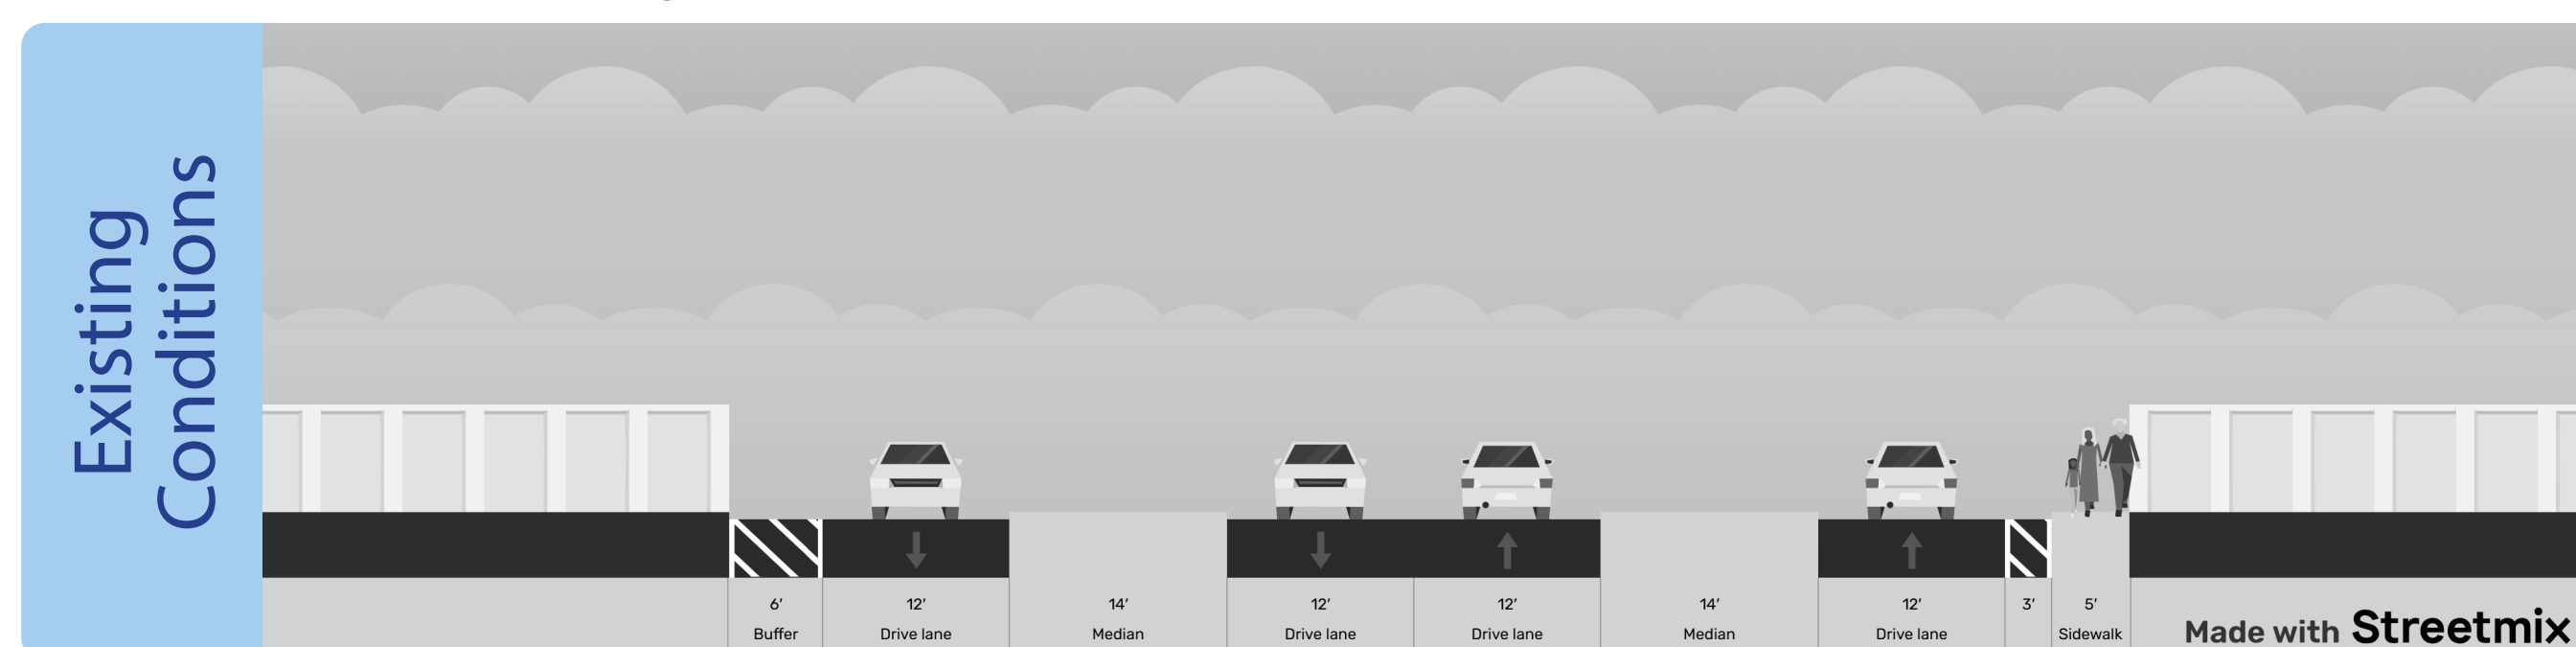 Existing
Conditions
6’ 12’ 14’ 12’ 12’ 14’ 12’ 3’ 5’
Buffer Drive lane Median Drive lane Drive lane Median Drive lane Sidewalk
Made with Streetmix